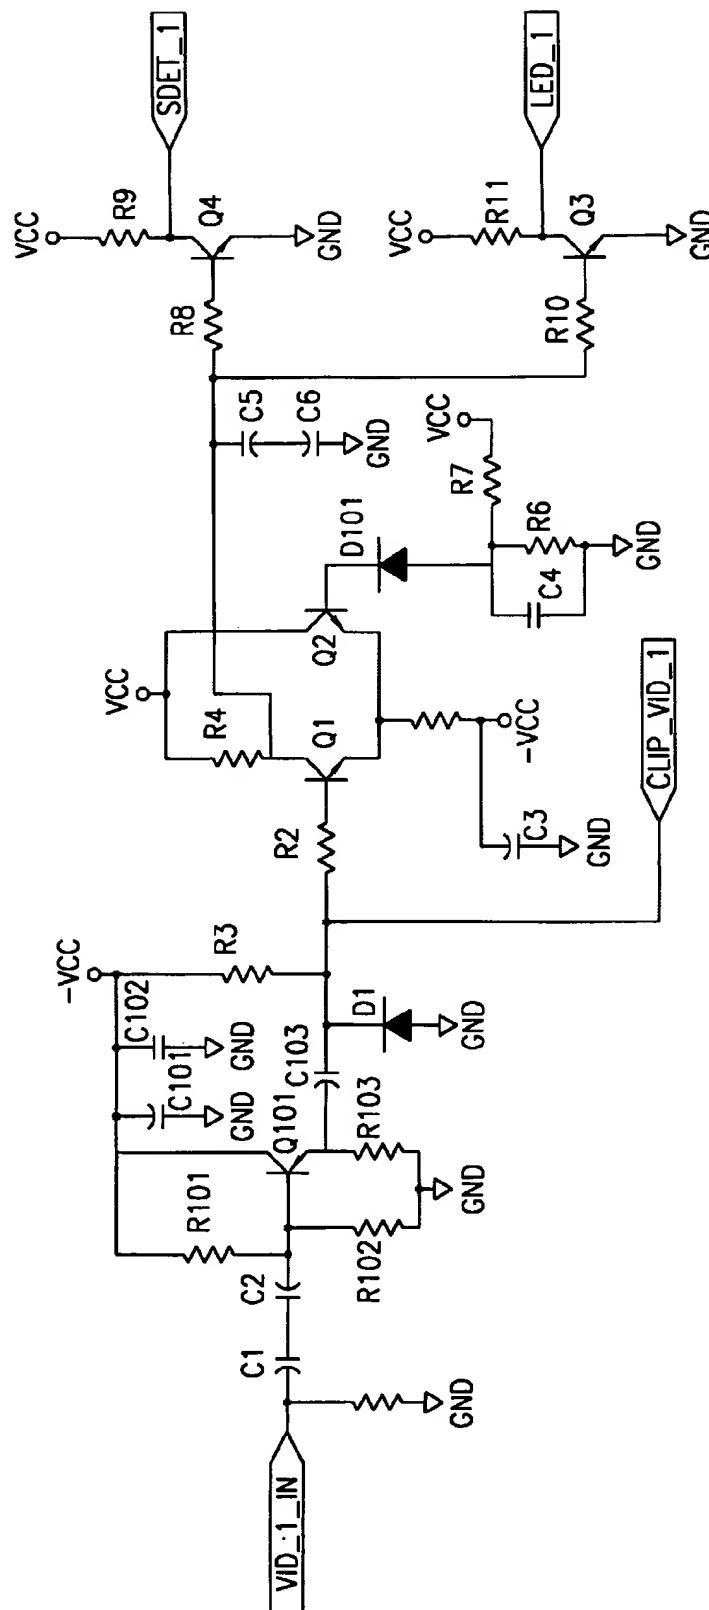 VID_1_IN
GND
C1
C2
R101
R102
Q101
R103
GND
-VCC
C101
GND
C102
GND
C103
D1
GND
R3
R2
CLIP_VID_1
C3
GND
-VCC
VCC
R4
Q1
Q2
D101
C4
R6
GND
R7
VCC
C5
C6
GND
R8
R10
VCC
R9
Q4
GND
SDET_1
VCC
R11
Q3
GND
LED_1